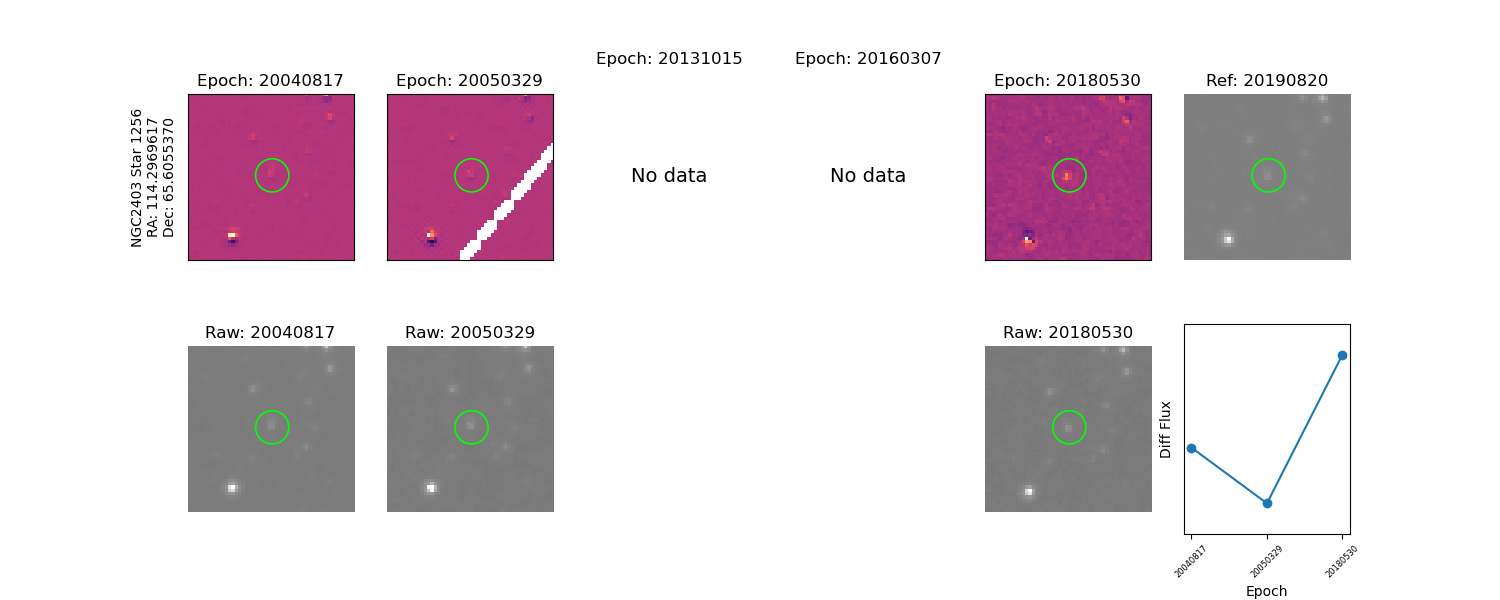 Epoch: 20131015
Epoch: 20160307
Epoch: 20040817
Epoch: 20050329
Epoch: 20180530
Ref: 20190820
NGC2403 Star 1256
RA: 114.2969617
Dec: 65.6055370
No data
No data
Raw: 20040817
Raw: 20050329
Raw: 20180530
Diff Flux
20040817
20050329
20180530
Epoch